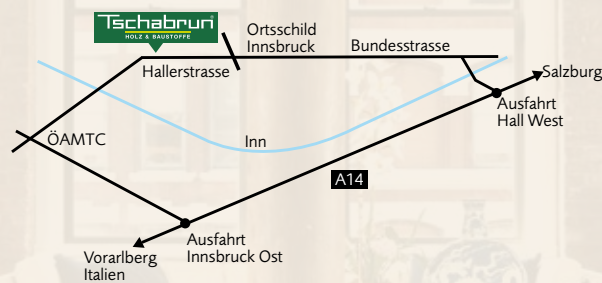 Tschabrun
HOLZ & BAUSTOFFE
Ortsschild
Innsbruck
Bundesstrasse
Hallerstrasse
Salzburg
Ausfahrt
Hall West
ÖAMTC
Inn
A14
Ausfahrt
Innsbruck Ost
Vorarlberg
Italien